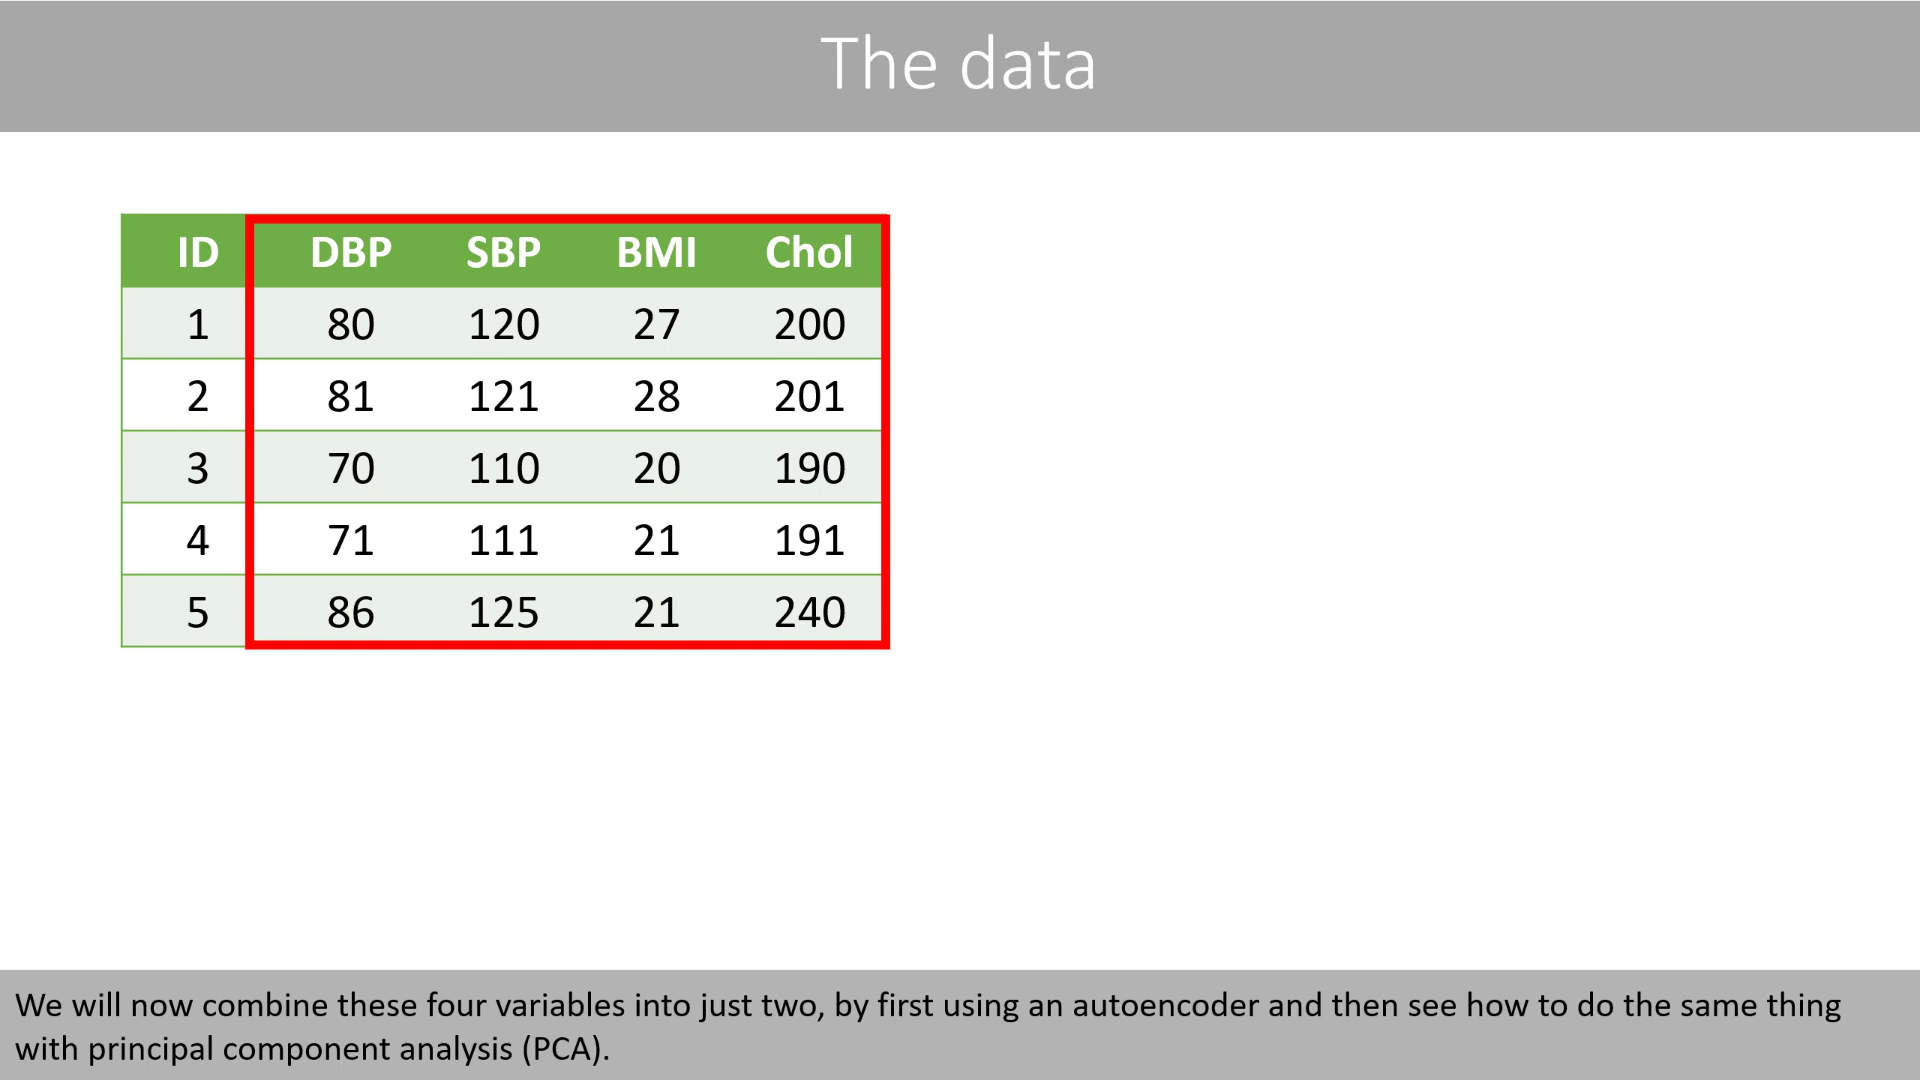 The data
ID DBP SBP BMI Chol
1 80 120 27 200
2 81 121 28 201
3 70 110 20 190
4 71 111 21 191
5 86 125 21 240
We will now combine these four variables into just two, by first using an autoencoder and then see how to do the same thing
with principal component analysis (PCA).